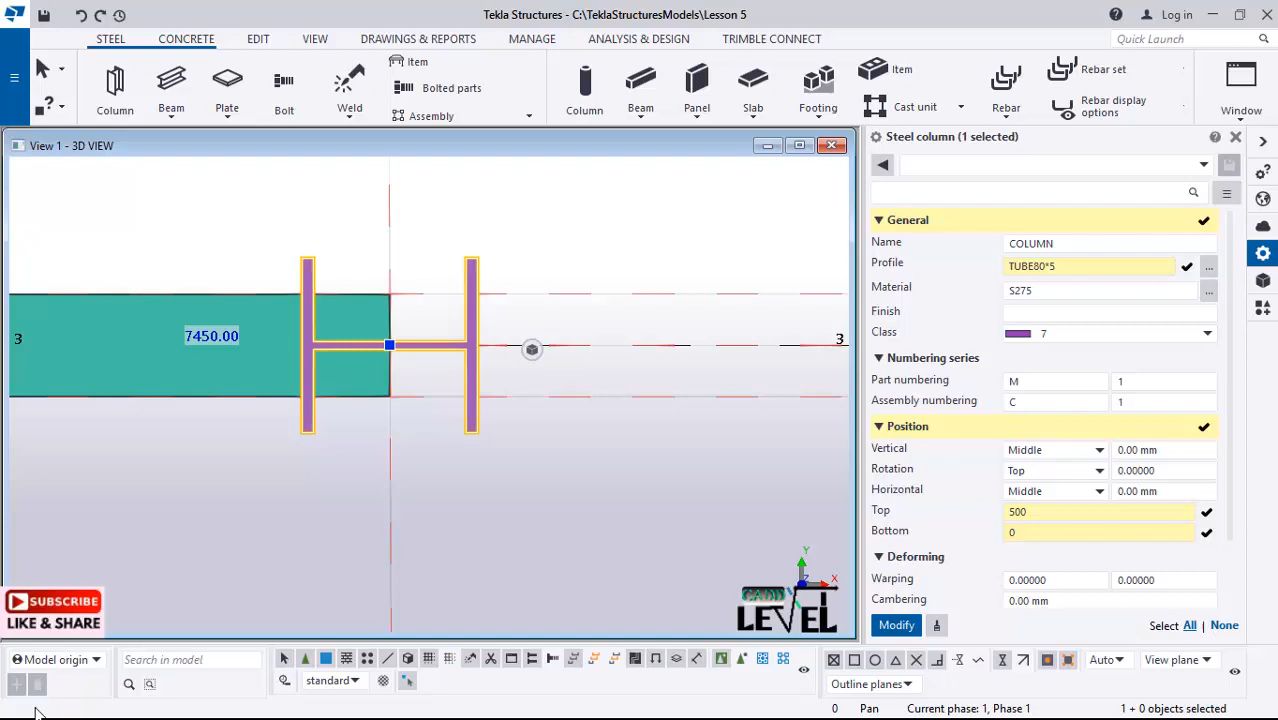 Tekla Structures - C:\TeklaStructuresModels\Lesson 5
Log in
STEEL CONCRETE EDIT VIEW DRAWINGS & REPORTS MANAGE ANALYSIS & DESIGN TRIMBLE CONNECT
Quick Launch
Item
Bolted parts
Assembly
Column Beam Plate Bolt Weld
Column Beam Panel Slab Footing
Item
Cast unit
Rebar
Rebar set
Rebar display options
Window
View 1 - 3D VIEW
7450.00
3
3
Y
X
Z
CADD
LEVEL
SUBSCRIBE
LIKE & SHARE
Steel column (1 selected)
General
Name COLUMN
Profile TUBE80*5 ...
Material S275 ...
Finish
Class 7
Numbering series
Part numbering M 1
Assembly numbering C 1
Position
Vertical Middle 0.00 mm
Rotation Top 0.00000
Horizontal Middle 0.00 mm
Top 500
Bottom 0
Deforming
Warping 0.00000 0.00000
Cambering 0.00 mm
Modify Select All None
Model origin
Search in model
standard
Auto
View plane
Outline planes
0 Pan Current phase: 1, Phase 1 1 + 0 objects selected